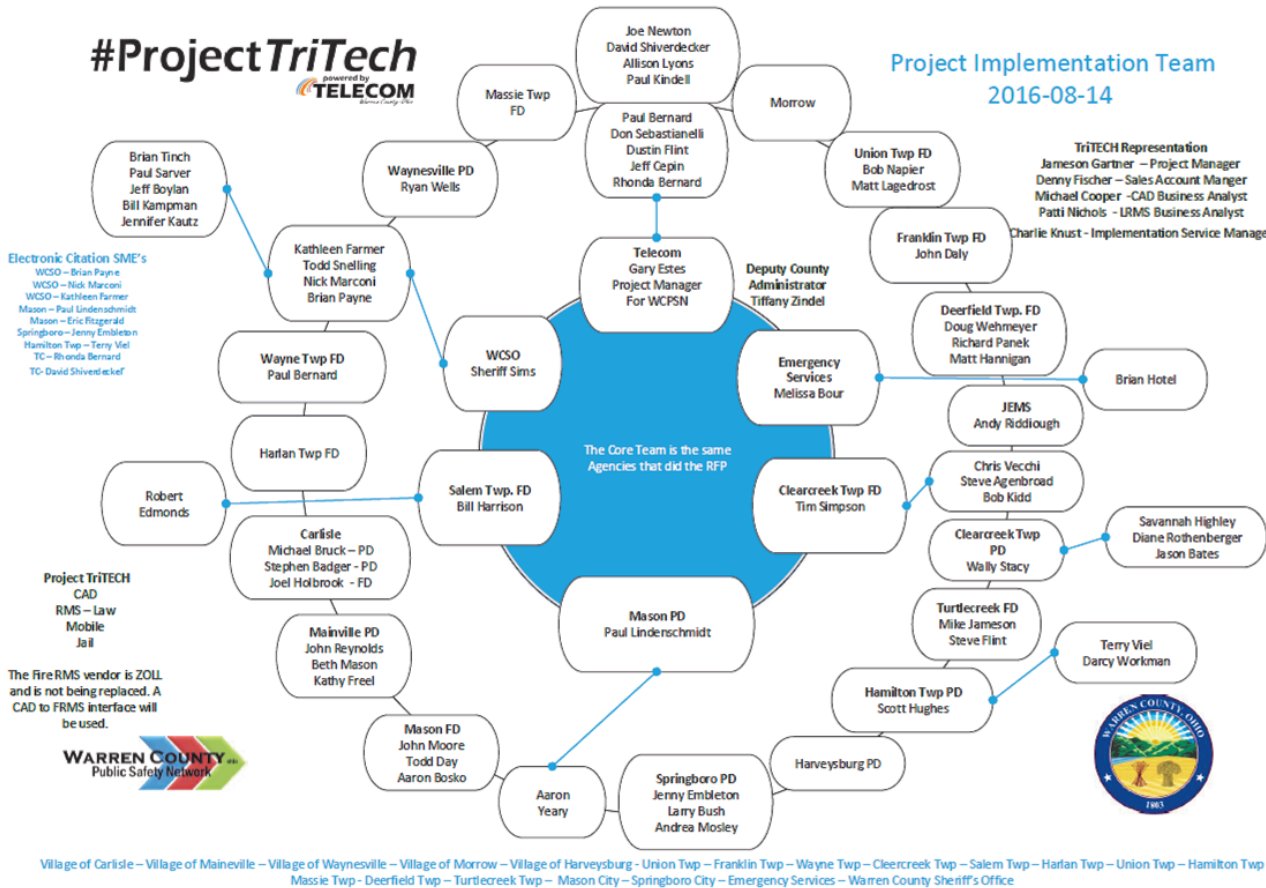 #ProjectTriTech
powered by
TELECOM
Warren County, Ohio
Project Implementation Team
2016-08-14
TriTECH Representation
Jameson Gartner – Project Manager
Denny Fischer – Sales Account Manger
Michael Cooper -CAD Business Analyst
Patti Nichols - LRMS Business Analyst
Charlie Knust - Implementation Service Manage
Joe Newton
David Shiverdecker
Allison Lyons
Paul Kindell
Massie Twp
FD
Morrow
Paul Bernard
Don Sebastianelli
Dustin Flint
Jeff Cepin
Rhonda Bernard
Brian Tinch
Paul Sarver
Jeff Boylan
Bill Kampman
Jennifer Kautz
Waynesville PD
Ryan Wells
Union Twp FD
Bob Napier
Matt Lagedrost
Franklin Twp FD
John Daly
Electronic Citation SME's
WCSO – Brian Payne
WCSO – Nick Marconi
WCSO – Kathleen Farmer
Mason – Paul Lindenschmidt
Mason – Eric Fitzgerald
Springboro – Jenny Embleton
Hamilton Twp – Terry Viel
TC – Rhonda Bernard
TC- David Shiverdecker
Kathleen Farmer
Todd Snelling
Nick Marconi
Brian Payne
Telecom
Gary Estes
Project Manager
For WCPSN
Deputy County
Administrator
Tiffany Zindel
Deerfield Twp. FD
Doug Wehmeyer
Richard Panek
Matt Hannigan
Wayne Twp FD
Paul Bernard
WCSO
Sheriff Sims
Emergency
Services
Melissa Bour
Brian Hotel
JEMS
Andy Riddiough
Harlan Twp FD
The Core Team is the same
Agencies that did the RFP
Chris Vecchi
Steve Agenbroad
Bob Kidd
Robert
Edmonds
Salem Twp. FD
Bill Harrison
Clearcreek Twp FD
Tim Simpson
Carlisle
Michael Bruck – PD
Stephen Badger - PD
Joel Holbrook - FD
Clearcreek Twp
PD
Wally Stacy
Savannah Highley
Diane Rothenberger
Jason Bates
Project TriTECH
CAD
RMS – Law
Mobile
Jail
The Fire RMS vendor is ZOLL
and is not being replaced. A
CAD to FRMS interface will
be used.
Mainville PD
John Reynolds
Beth Mason
Kathy Freel
Mason PD
Paul Lindenschmidt
Turtlecreek FD
Mike Jameson
Steve Flint
Terry Viel
Darcy Workman
Hamilton Twp PD
Scott Hughes
WARREN COUNTY
Public Safety Network
Mason FD
John Moore
Todd Day
Aaron Bosko
Aaron
Yeary
Springboro PD
Jenny Embleton
Larry Bush
Andrea Mosley
Harveysburg PD
WARREN COUNTY, OHIO
1803
Village of Carlisle – Village of Maineville – Village of Waynesville – Village of Morrow – Village of Harveysburg - Union Twp – Franklin Twp – Wayne Twp – Cleercreek Twp – Salem Twp – Harlan Twp – Union Twp – Hamilton Twp
Massie Twp - Deerfield Twp – Turtlecreek Twp – Mason City – Springboro City – Emergency Services – Warren County Sheriff's Office